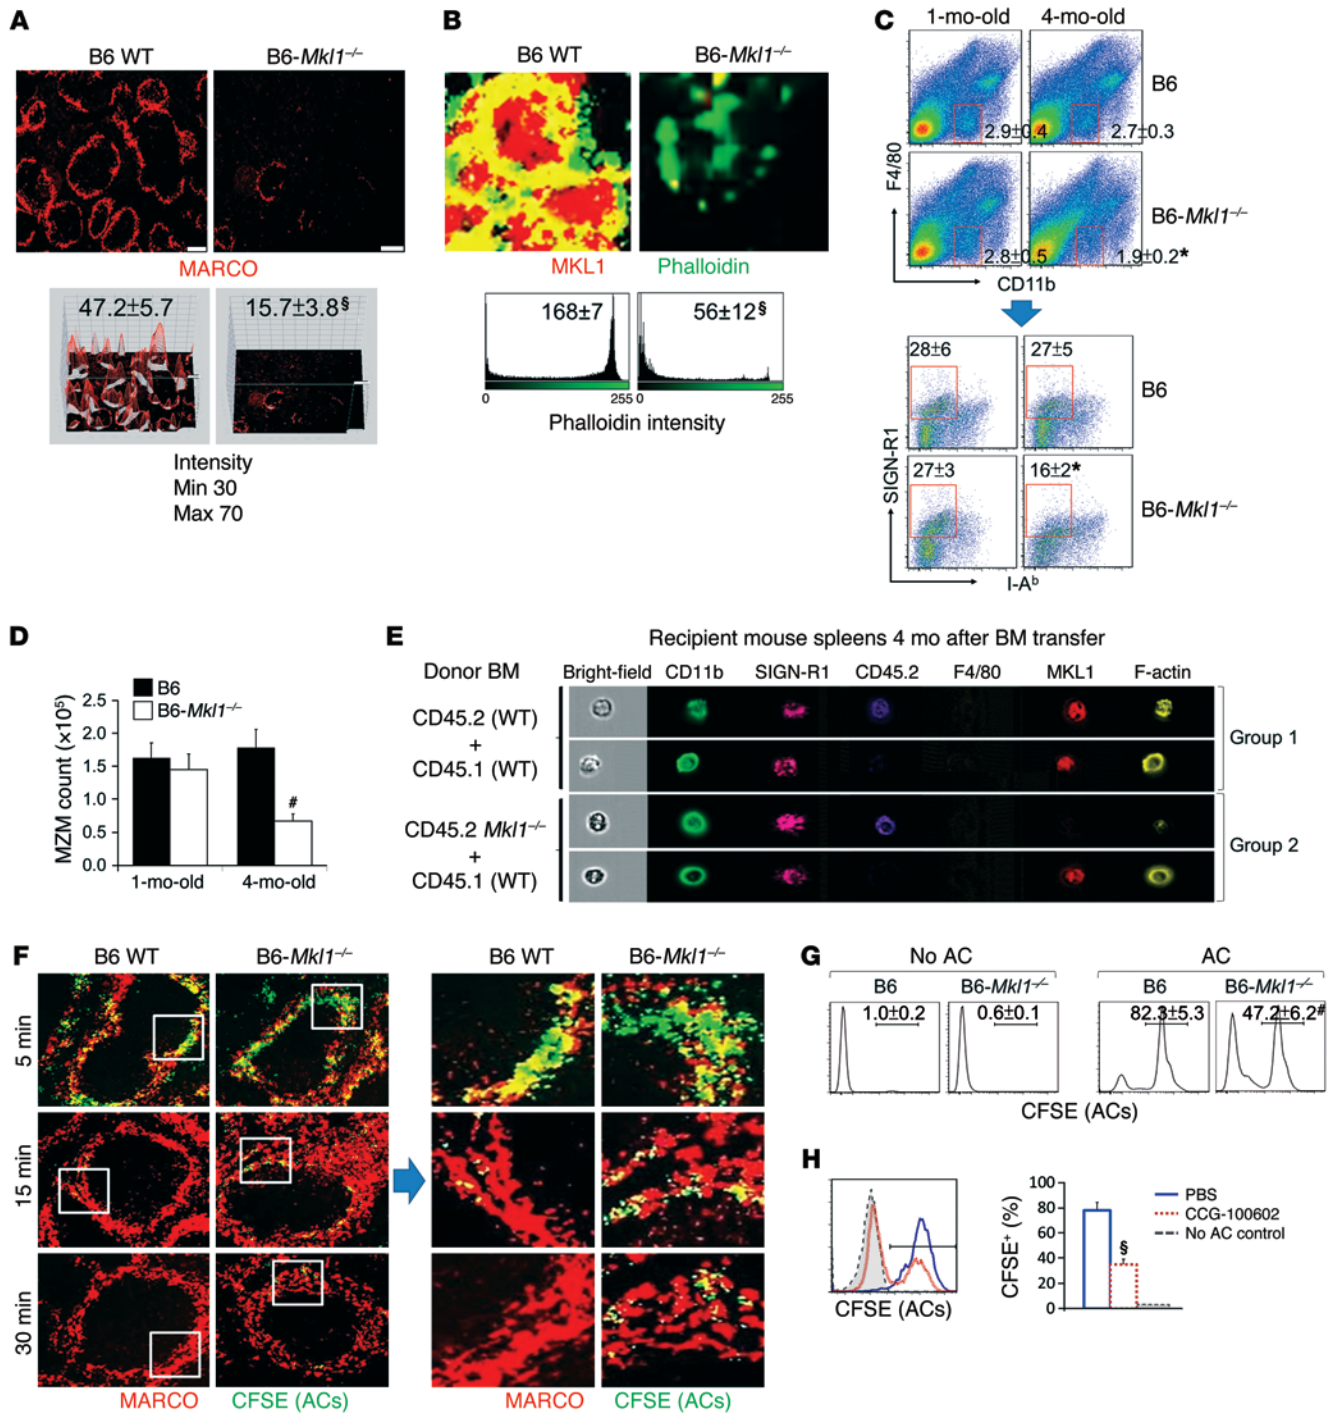 A
B6 WT
B6-Mkl1–/–
MARCO
47.2±5.7
15.7±3.8§
Intensity
Min 30
Max 70
B
B6 WT
B6-Mkl1–/–
MKL1
Phalloidin
168±7
56±12§
0
255
0
255
Phalloidin intensity
C
1-mo-old
4-mo-old
B6
2.9±0.4
2.7±0.3
F4/80
B6-Mkl1–/–
2.8±0.5
1.9±0.2*
CD11b
28±6
27±5
B6
SIGN-R1
27±3
16±2*
B6-Mkl1–/–
I-Ab
D
B6
B6-Mkl1–/–
MZM count (×10⁵)
2.5
2.0
1.5
1.0
0.5
0.0
#
1-mo-old
4-mo-old
E
Recipient mouse spleens 4 mo after BM transfer
Donor BM
Bright-field
CD11b
SIGN-R1
CD45.2
F4/80
MKL1
F-actin
CD45.2 (WT)
+
CD45.1 (WT)
Group 1
CD45.2 Mkl1–/–
+
CD45.1 (WT)
Group 2
F
B6 WT
B6-Mkl1–/–
B6 WT
B6-Mkl1–/–
5 min
15 min
30 min
MARCO
CFSE (ACs)
MARCO
CFSE (ACs)
G
No AC
AC
B6
B6-Mkl1–/–
B6
B6-Mkl1–/–
1.0±0.2
0.6±0.1
82.3±5.3
47.2±6.2#
CFSE (ACs)
H
CFSE (ACs)
CFSE+ (%)
100
80
60
40
20
0
§
PBS
CCG-100602
No AC control